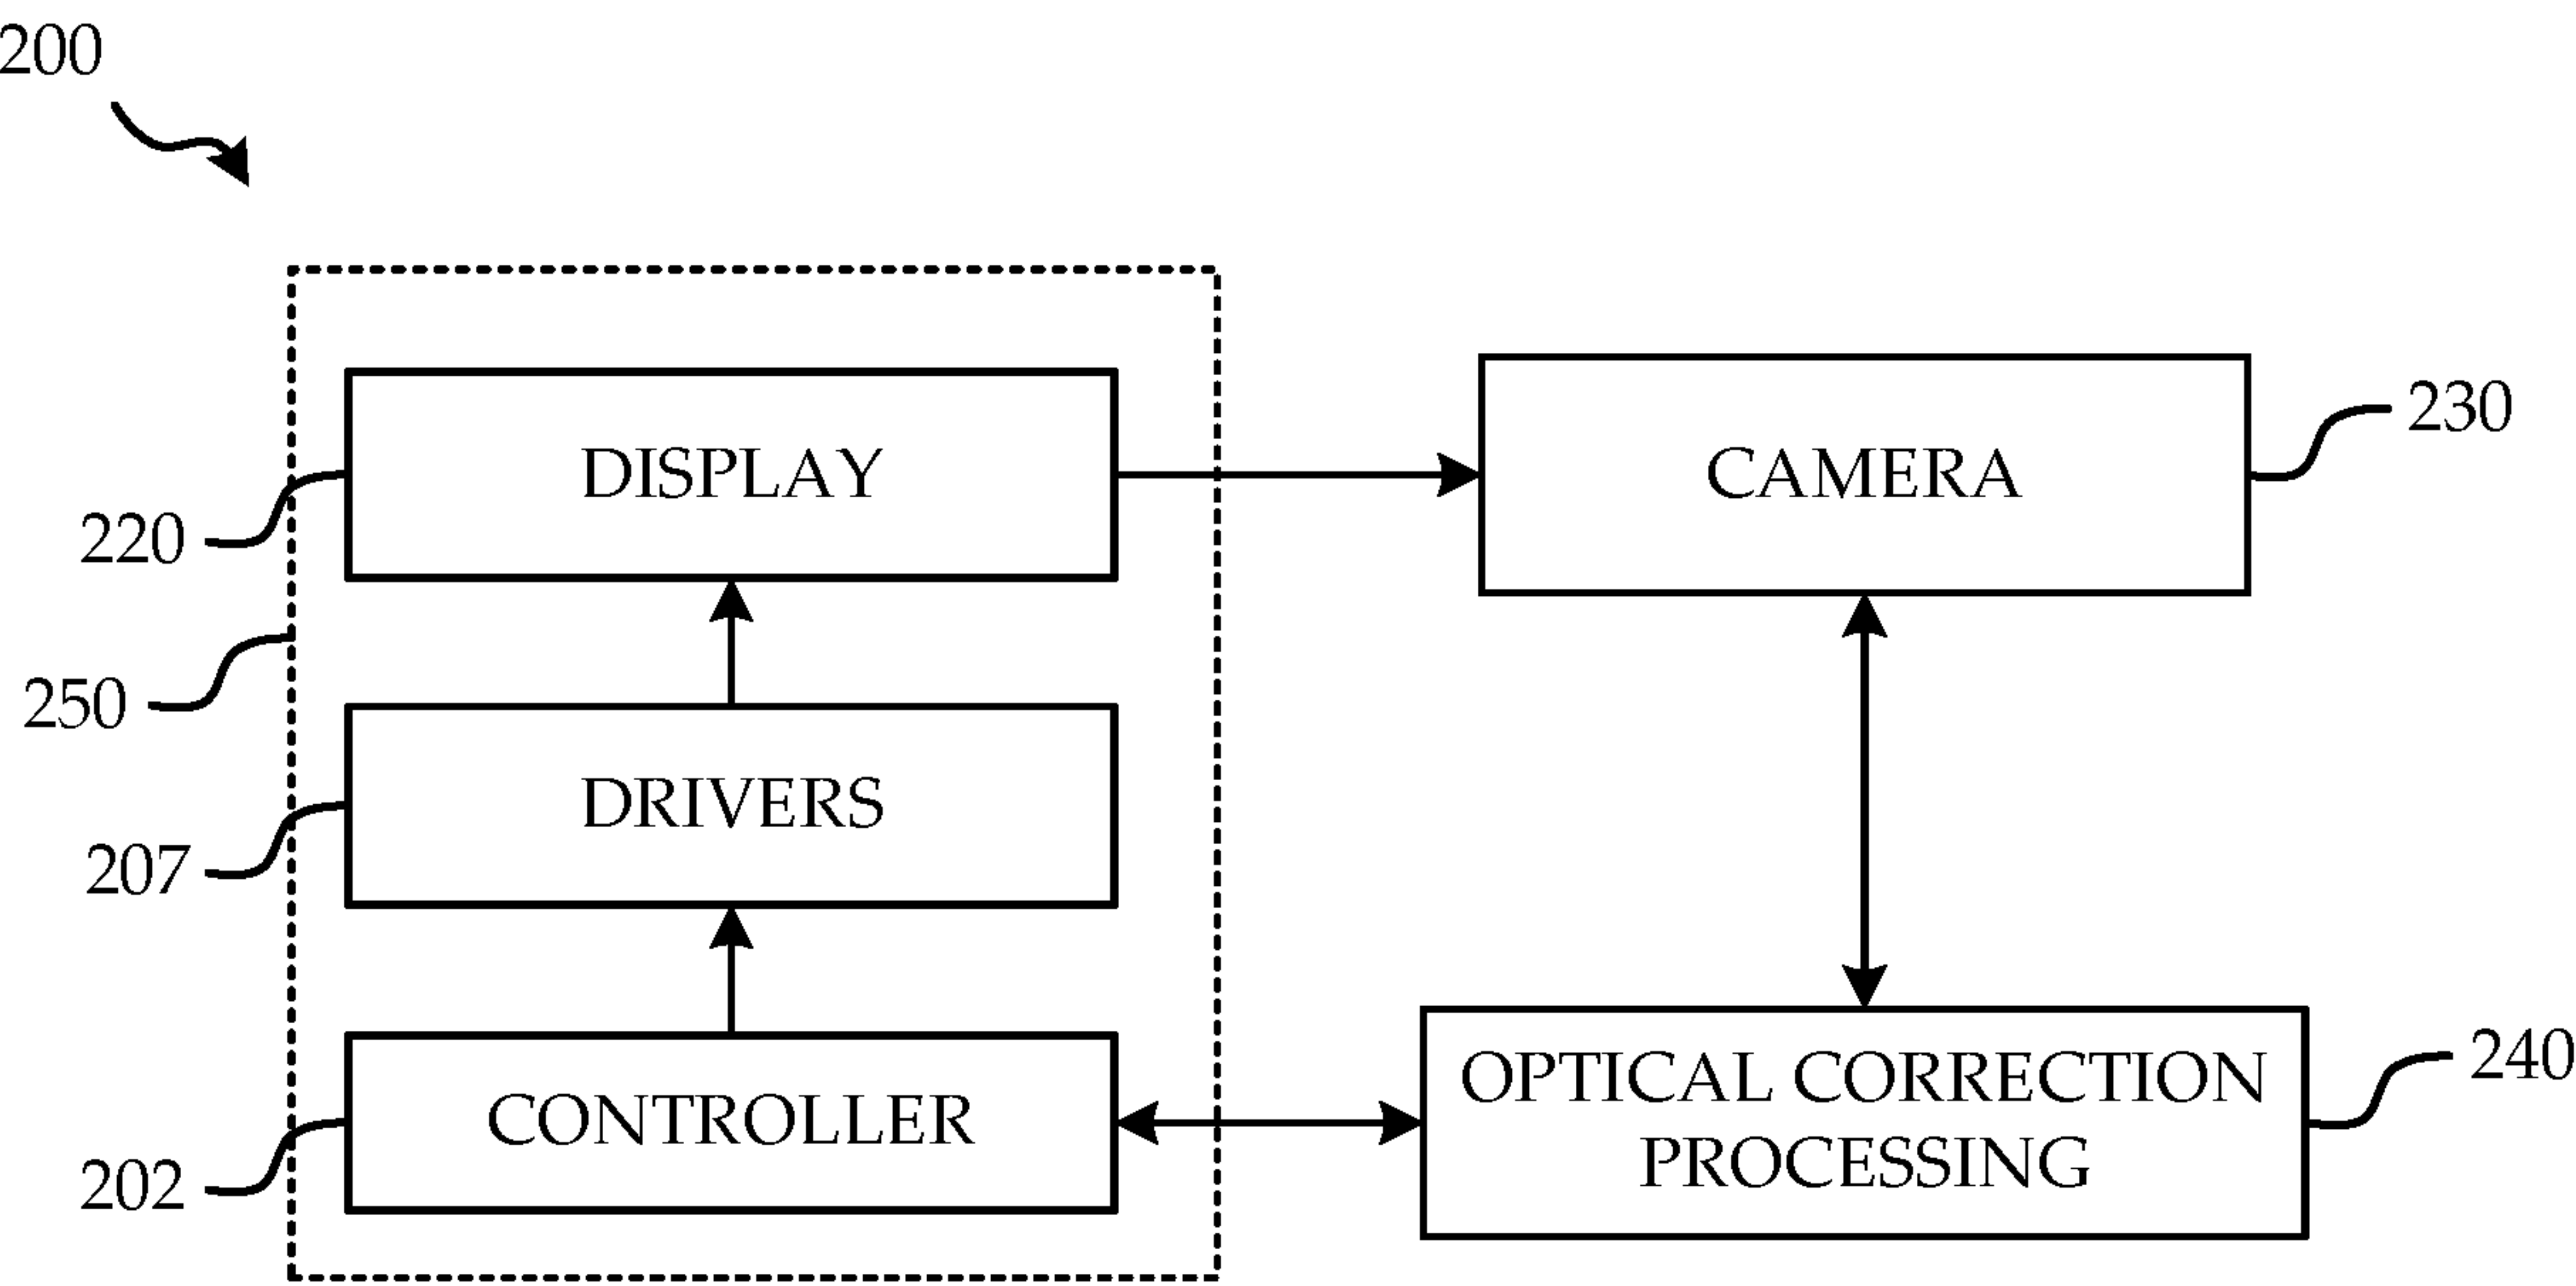 200
DISPLAY
CAMERA
230
220
250
DRIVERS
207
CONTROLLER
202
OPTICAL CORRECTION
PROCESSING
240